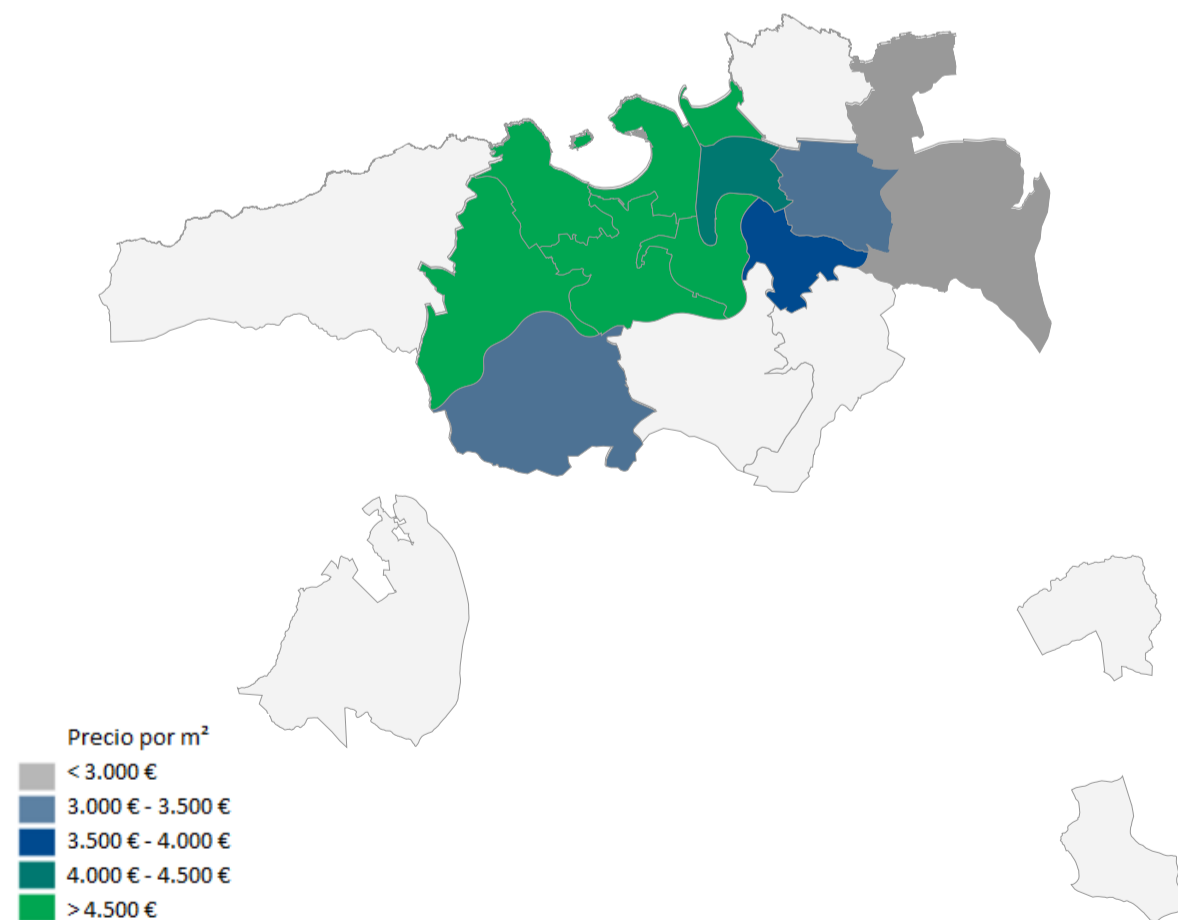 Precio por m²
< 3.000 €
3.000 € - 3.500 €
3.500 € - 4.000 €
4.000 € - 4.500 €
> 4.500 €